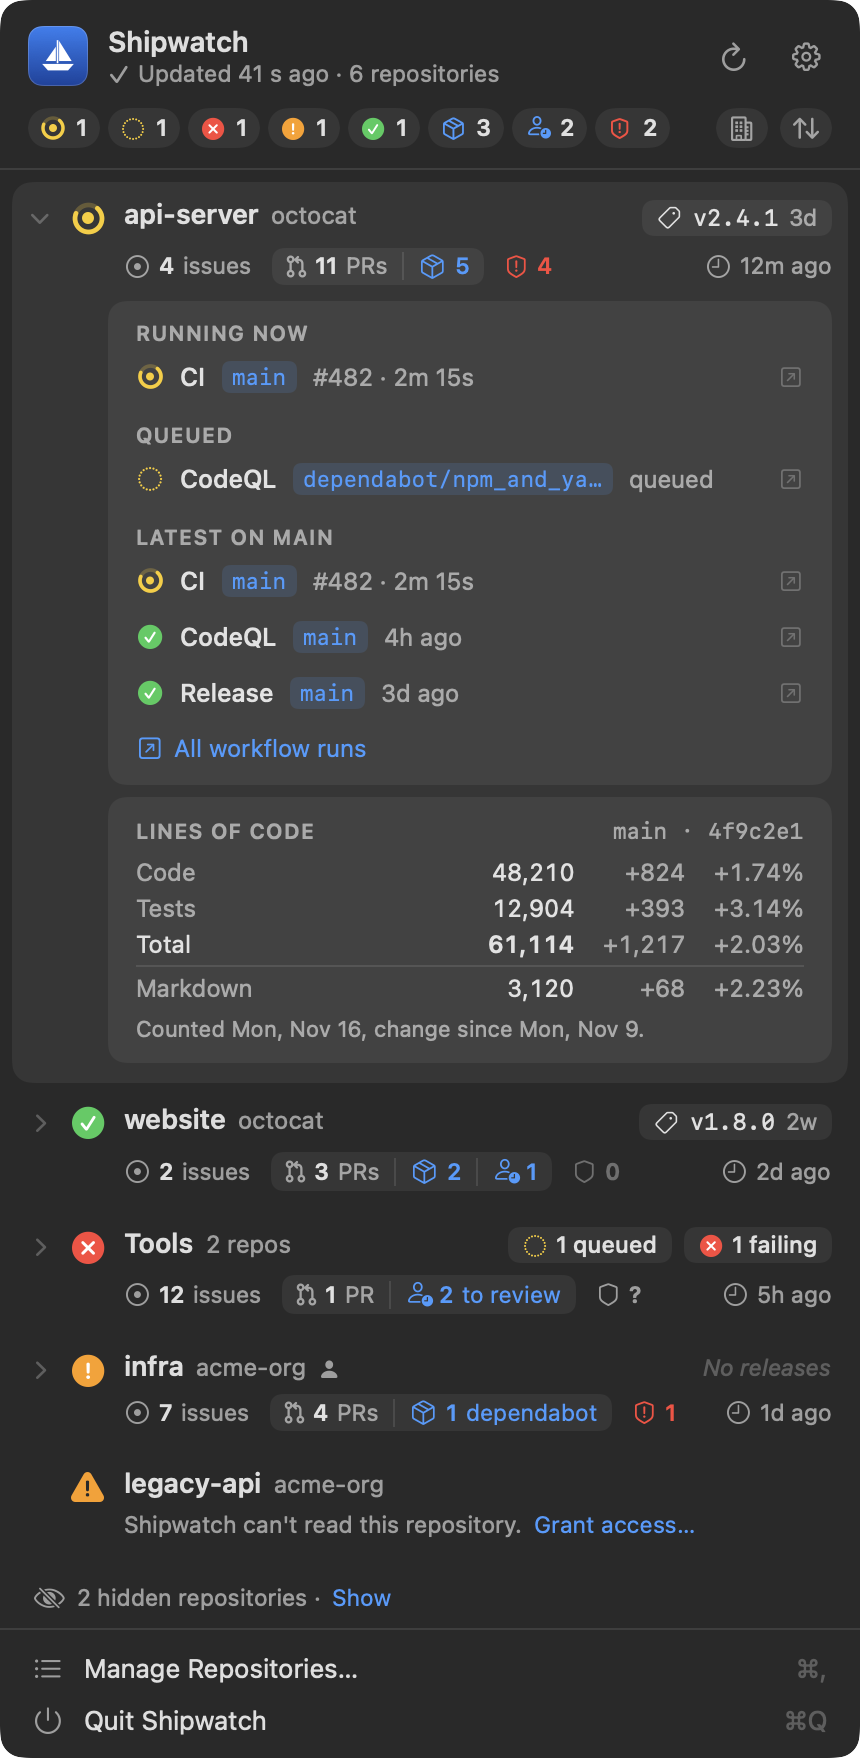 Shipwatch
Updated 41 s ago · 6 repositories
1 1 1 1 1 3 2 2
api-server octocat v2.4.1 3d
4 issues 11 PRs 5 4 12m ago
RUNNING NOW
CI main #482 · 2m 15s
QUEUED
CodeQL dependabot/npm_and_ya… queued
LATEST ON MAIN
CI main #482 · 2m 15s
CodeQL main 4h ago
Release main 3d ago
All workflow runs
LINES OF CODE main · 4f9c2e1
Code 48,210 +824 +1.74%
Tests 12,904 +393 +3.14%
Total 61,114 +1,217 +2.03%
Markdown 3,120 +68 +2.23%
Counted Mon, Nov 16, change since Mon, Nov 9.
website octocat v1.8.0 2w
2 issues 3 PRs 2 1 0 2d ago
Tools 2 repos 1 queued 1 failing
12 issues 1 PR 2 to review ? 5h ago
infra acme-org No releases
7 issues 4 PRs 1 dependabot 1 1d ago
legacy-api acme-org
Shipwatch can't read this repository. Grant access…
2 hidden repositories · Show
Manage Repositories… ⌘,
Quit Shipwatch ⌘Q